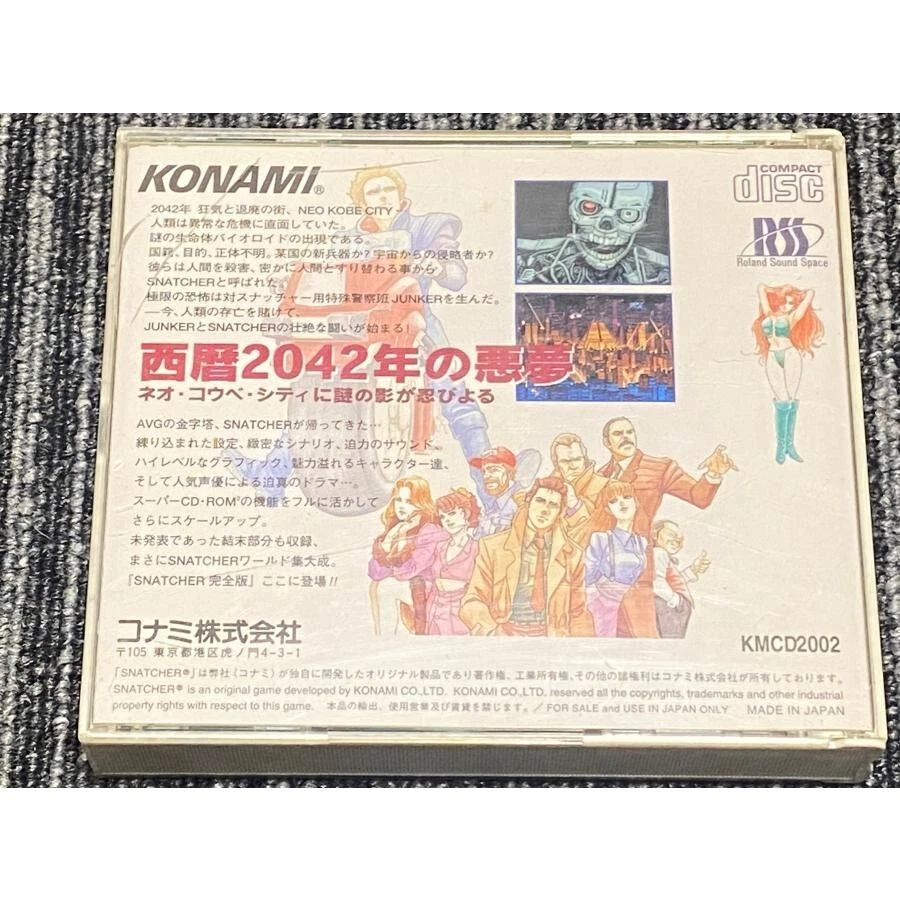 KONAMI®
COMPACT
disc
RSS
Roland Sound Space
2042年 狂気と退廃の街、NEO KOBE CITY
人類は異常な危機に直面していた。
謎の生命体バイオロイドの出現である。
国籍、目的、正体不明。某国の新兵器か?宇宙からの侵略者か?
彼らは人間を殺害、密かに人間とすり替わる事から
SNATCHERと呼ばれた。
極限の恐怖は対スナッチャー用特殊警察班JUNKERを生んだ。
—今、人類の存亡を賭けて、
JUNKERとSNATCHERの壮絶な闘いが始まる!
西暦2042年の悪夢
ネオ・コウベ・シティに謎の影が忍びよる
AVGの金字塔、SNATCHERが帰ってきた…
練り込まれた設定、緻密なシナリオ、迫力のサウンド。
ハイレベルなグラフィック、魅力溢れるキャラクター達、
そして人気声優による迫真のドラマ…。
スーパーCD・ROM²の機能をフルに活かして
さらにスケールアップ。
未発表であった結末部分も収録、
まさにSNATCHERワールド集大成。
『SNATCHER 完全版』ここに登場!!
コナミ株式会社
〒105 東京都港区虎ノ門4-3-1
KMCD2002
「SNATCHER®」は弊社(コナミ)が独自に開発したオリジナル製品であり著作権、工業所有権、その他の諸権利はコナミ株式会社が所有しております。
(SNATCHER® is an original game developed by KONAMI CO.,LTD. KONAMI CO.,LTD. reserved all the copyrights, trademarks and other industrial
property rights with respect to this game. 本品の輸出、使用営業及び賃貸を禁じます。/ FOR SALE and USE IN JAPAN ONLY MADE IN JAPAN